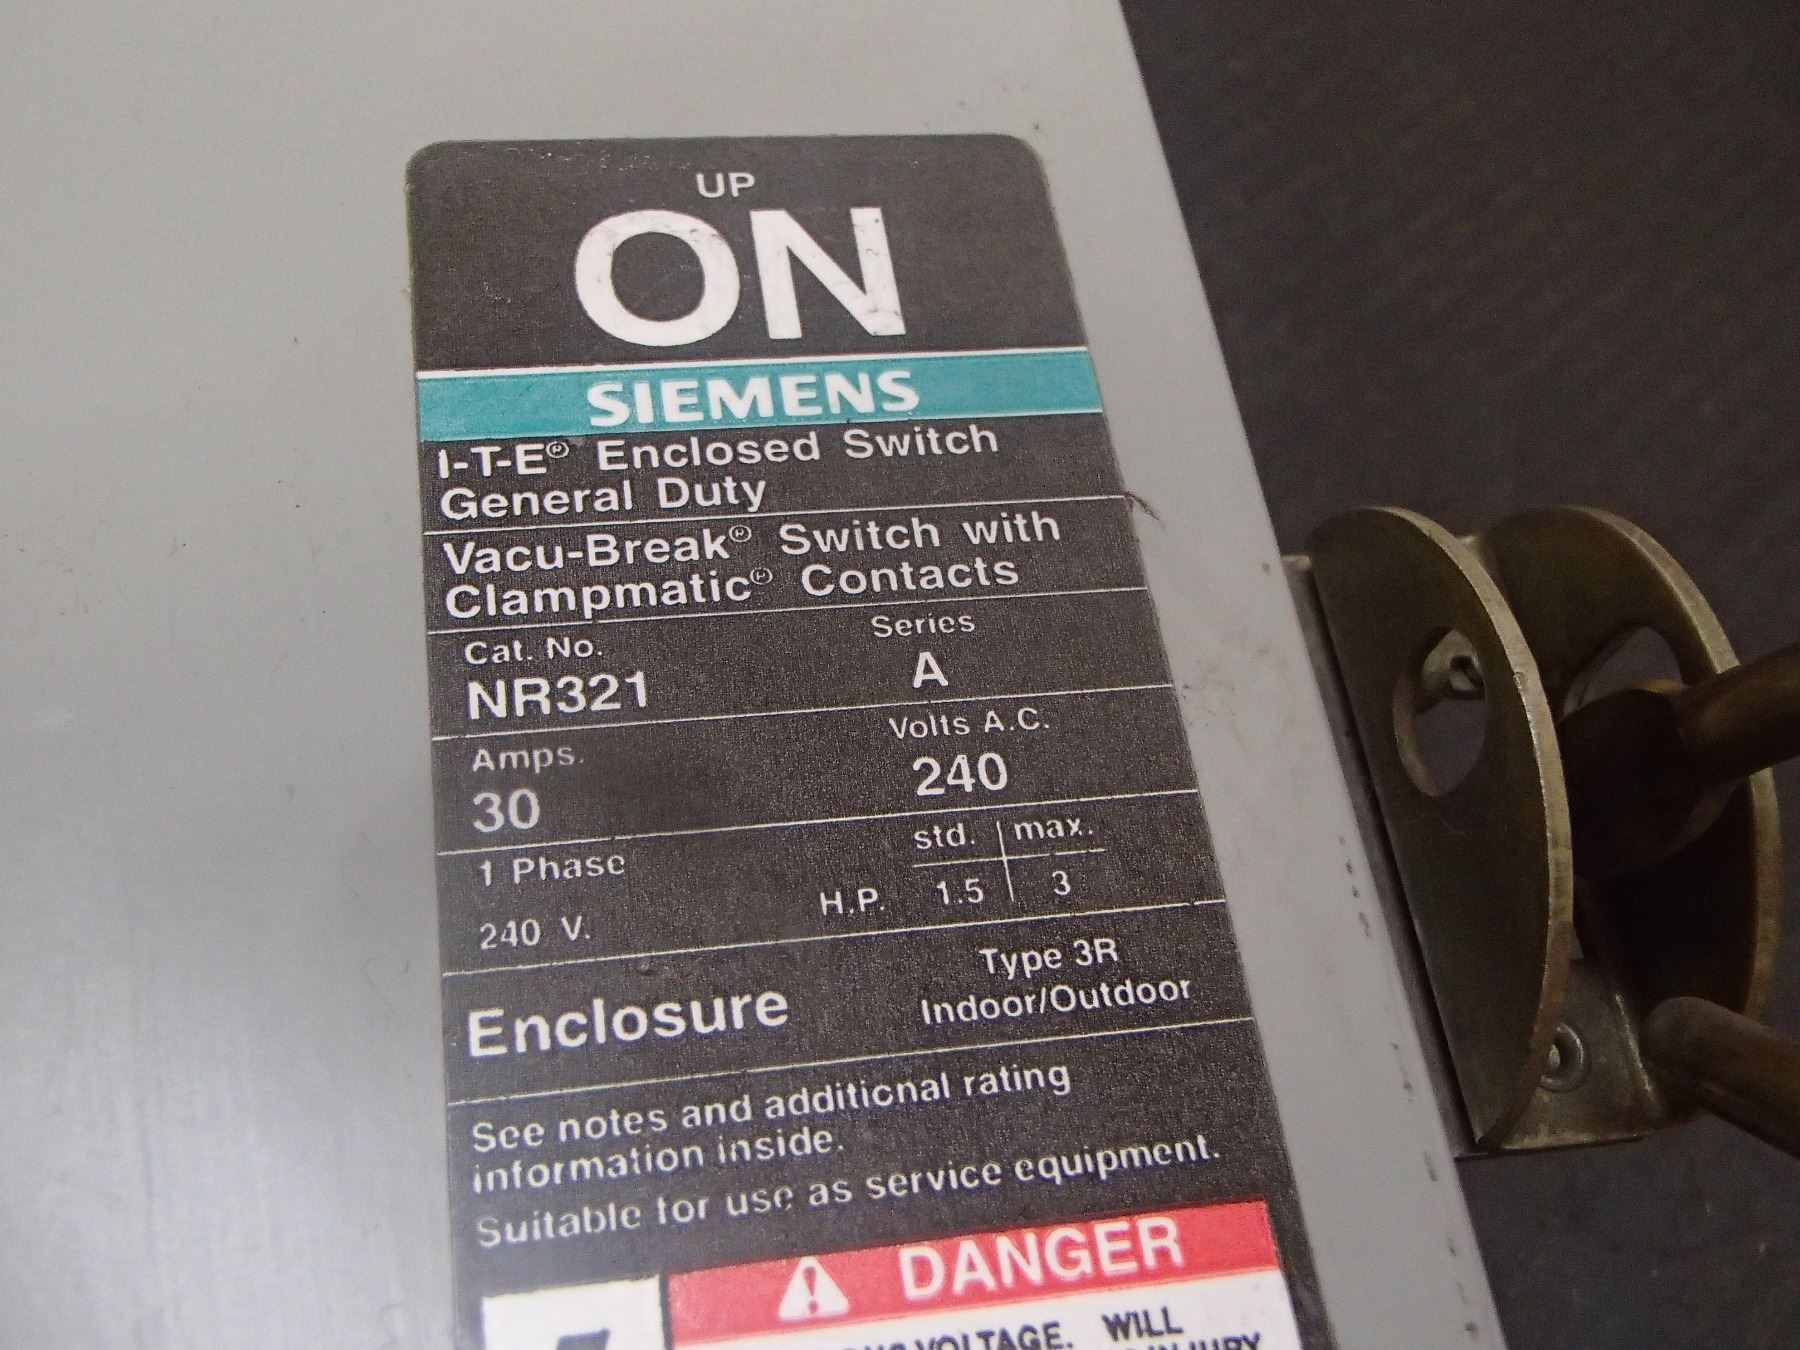 UP
ON
SIEMENS
I-T-E® Enclosed Switch
General Duty
Vacu-Break® Switch with
Clampmatic® Contacts
Cat. No. Series
NR321 A
Amps. Volts A.C.
30 240
1 Phase std. max.
240 V. H.P. 1.5 3
Enclosure Type 3R
Indoor/Outdoor
See notes and additional rating
information inside.
Suitable for use as service equipment.
DANGER
VOLTAGE. WILL
INJURY